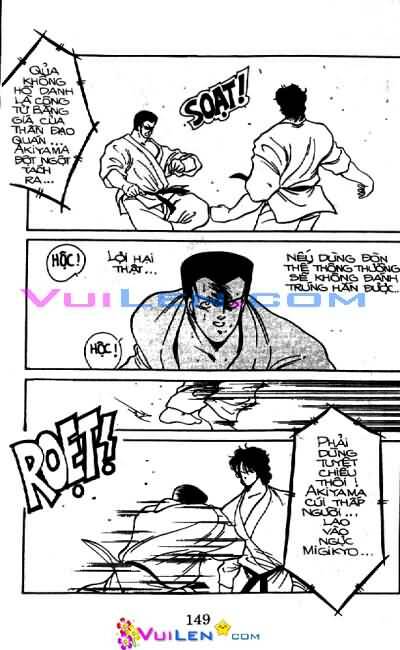 QỦA
KHÔNG
HỔ DANH
LÀ CÔNG
TỬ BĂNG
GIÁ CỦA
THẦN ĐẠO
QUÁN...
AKIYAMA
ĐỘT NGỘT
TÁCH
RA...
SOẠT!
HỘC!
LỢI HẠI
THẬT...
NẾU DÙNG ĐÒN
THẾ THÔNG THƯỜNG
SẼ KHÔNG ĐÁNH
TRÚNG HẮN ĐƯỢC...
VUILEN.COM
HỘC!
ROẸT!
PHẢI
DÙNG
TUYỆT
CHIÊU
THÔI!
AKIYAMA
CÚI THẤP
NGƯỜI...
LAO
VÀO
NGỰC
MIGIKYO...
149
VUILEN.COM